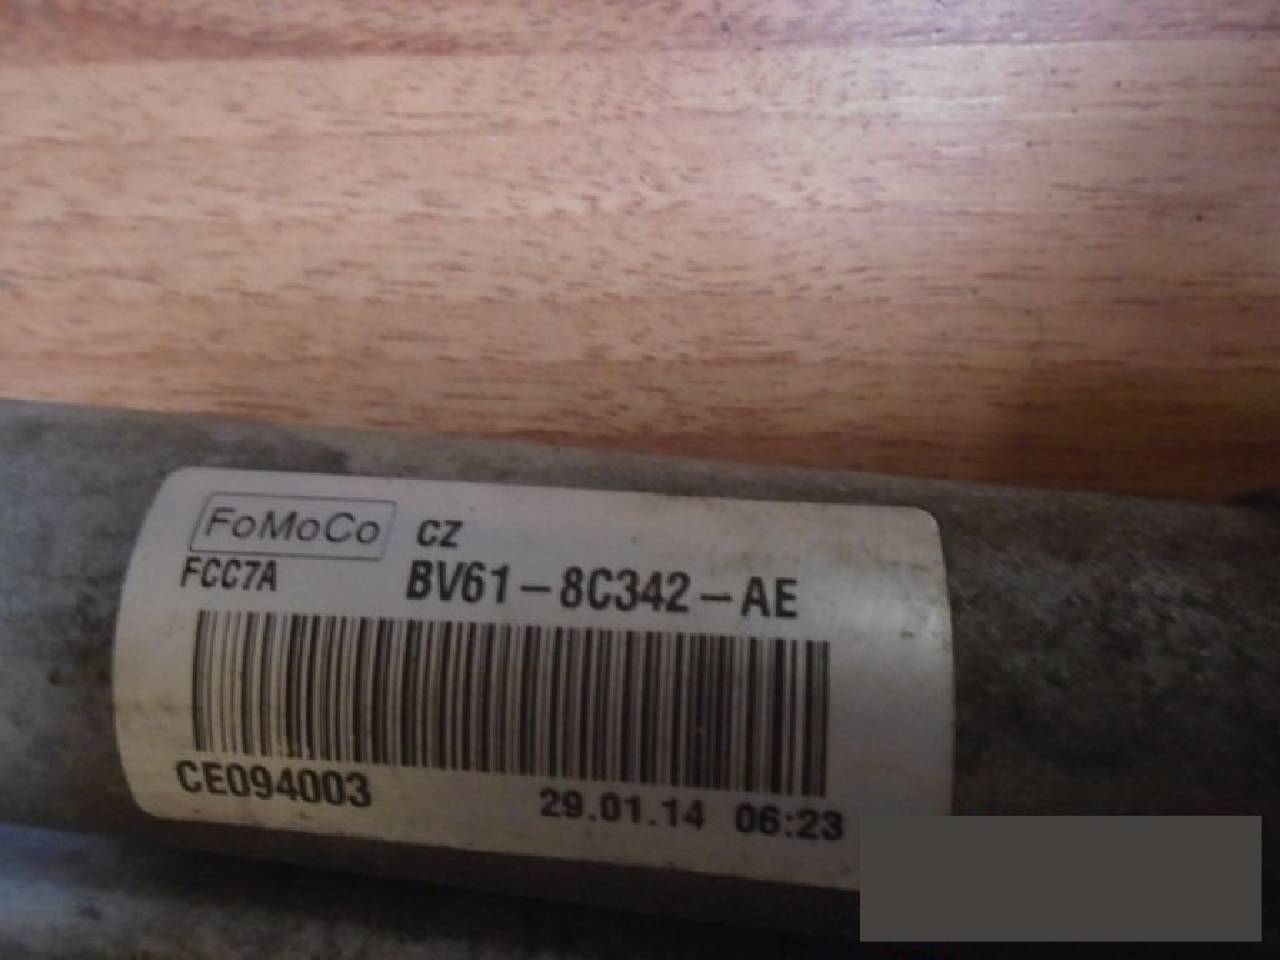 FoMoCo CZ
FCC7A BV61-8C342-AE
CE094003 29.01.14 06:23